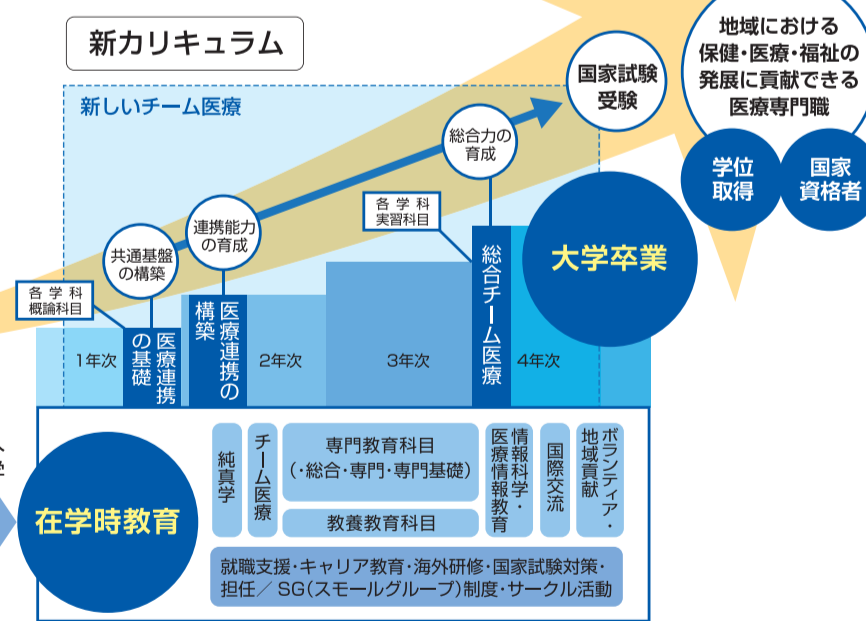 新カリキュラム
地域における
保健・医療・福祉の
発展に貢献できる
医療専門職
国家試験
受験
学位
取得
国家
資格者
新しいチーム医療
総合力の
育成
各学科
実習科目
連携能力
の育成
共通基盤
の構築
各学科
概論科目
大学卒業
1年次
医療連携
の基礎
医療連携の
構築
2年次
3年次
総合チーム医療
4年次
在学時教育
純真学
チーム医療
専門教育科目
（・総合・専門・専門基礎）
教養教育科目
情報科学・
医療情報教育
国際交流
ボランティア・
地域貢献
就職支援・キャリア教育・海外研修・国家試験対策・
担任／SG（スモールグループ）制度・サークル活動